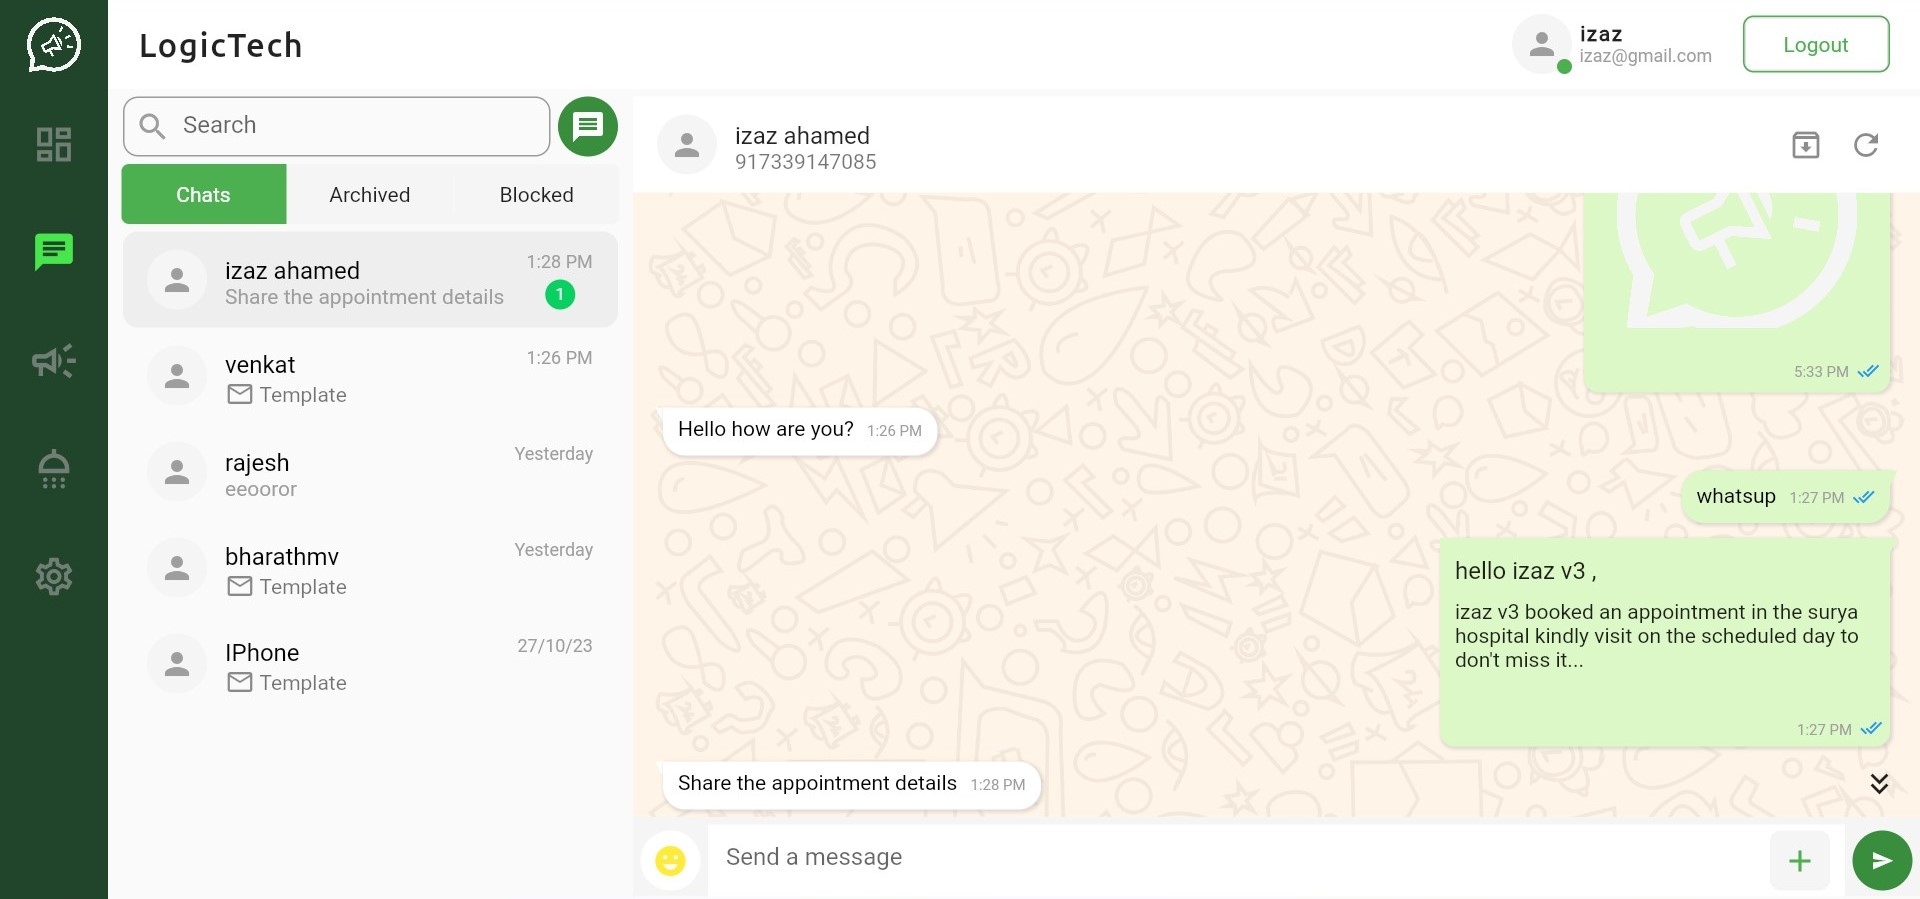 LogicTech
izaz
izaz@gmail.com
Logout
Search
Chats
Archived
Blocked
izaz ahamed
1:28 PM
Share the appointment details
1
venkat
1:26 PM
Template
rajesh
Yesterday
eeooror
bharathmv
Yesterday
Template
IPhone
27/10/23
Template
izaz ahamed
917339147085
5:33 PM
Hello how are you? 1:26 PM
whatsup 1:27 PM
hello izaz v3 ,
izaz v3 booked an appointment in the surya
hospital kindly visit on the scheduled day to
don't miss it...
1:27 PM
Share the appointment details 1:28 PM
Send a message